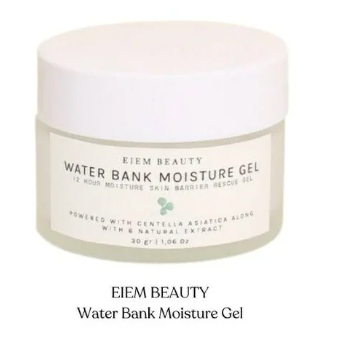 EIEM BEAUTY
WATER BANK MOISTURE GEL
12 HOUR MOISTURE SKIN BARRIER RESCUE GEL
POWERED WITH CENTELLA ASIATICA ALONG
WITH 6 NATURAL EXTRACT
30 gr | 1,06 Oz
EIEM BEAUTY
Water Bank Moisture Gel